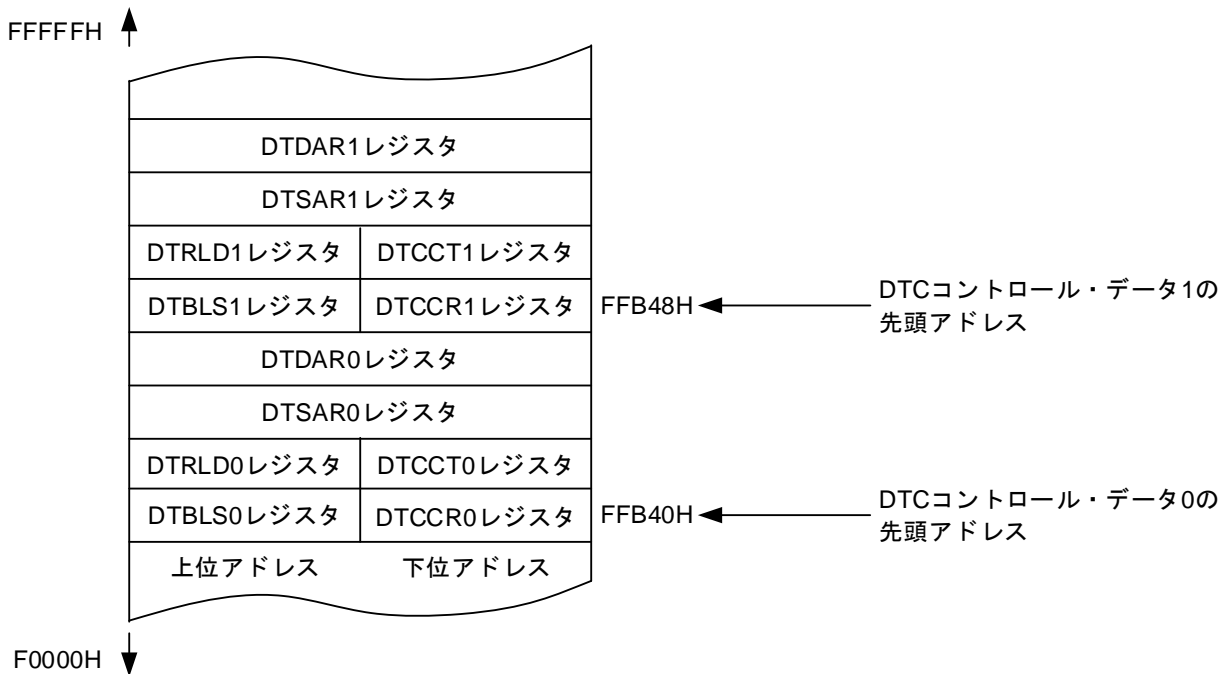 FFFFFH
DTDAR1レジスタ
DTSAR1レジスタ
DTRLD1レジスタ DTCCT1レジスタ
DTBLS1レジスタ DTCCR1レジスタ FFB48H DTCコントロール・データ1の
先頭アドレス
DTDAR0レジスタ
DTSAR0レジスタ
DTRLD0レジスタ DTCCT0レジスタ
DTBLS0レジスタ DTCCR0レジスタ FFB40H DTCコントロール・データ0の
先頭アドレス
上位アドレス 下位アドレス
F0000H